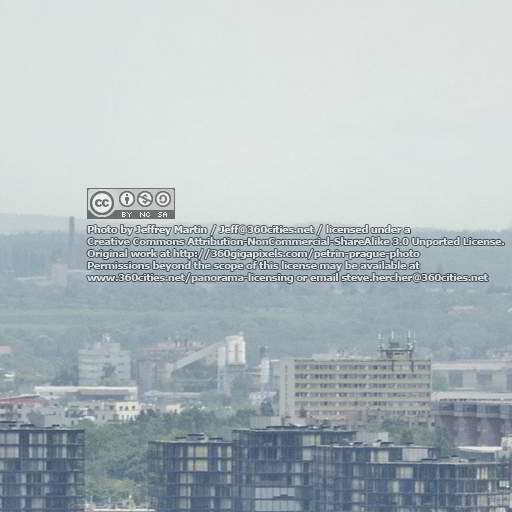 cc BY NC SA
Photo by Jeffrey Martin / Jeff@360cities.net / licensed under a
Creative Commons Attribution-NonCommercial-ShareAlike 3.0 Unported License.
Original work at http://360gigapixels.com/petrin-prague-photo
Permissions beyond the scope of this license may be available at
www.360cities.net/panorama-licensing or email steve.hercher@360cities.net